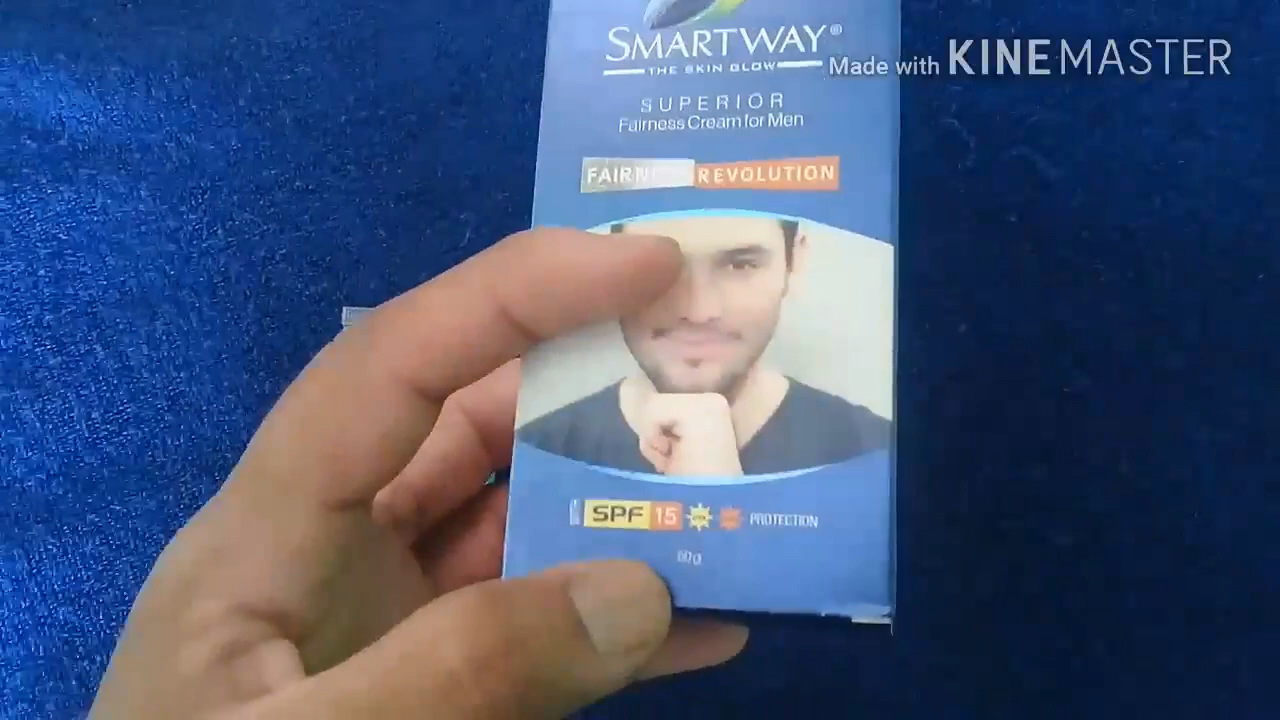 SMARTWAY®
THE SKIN GLOW
Made with KINEMASTER
SUPERIOR
Fairness Cream for Men
REVOLUTION
SPF 15
PROTECTION